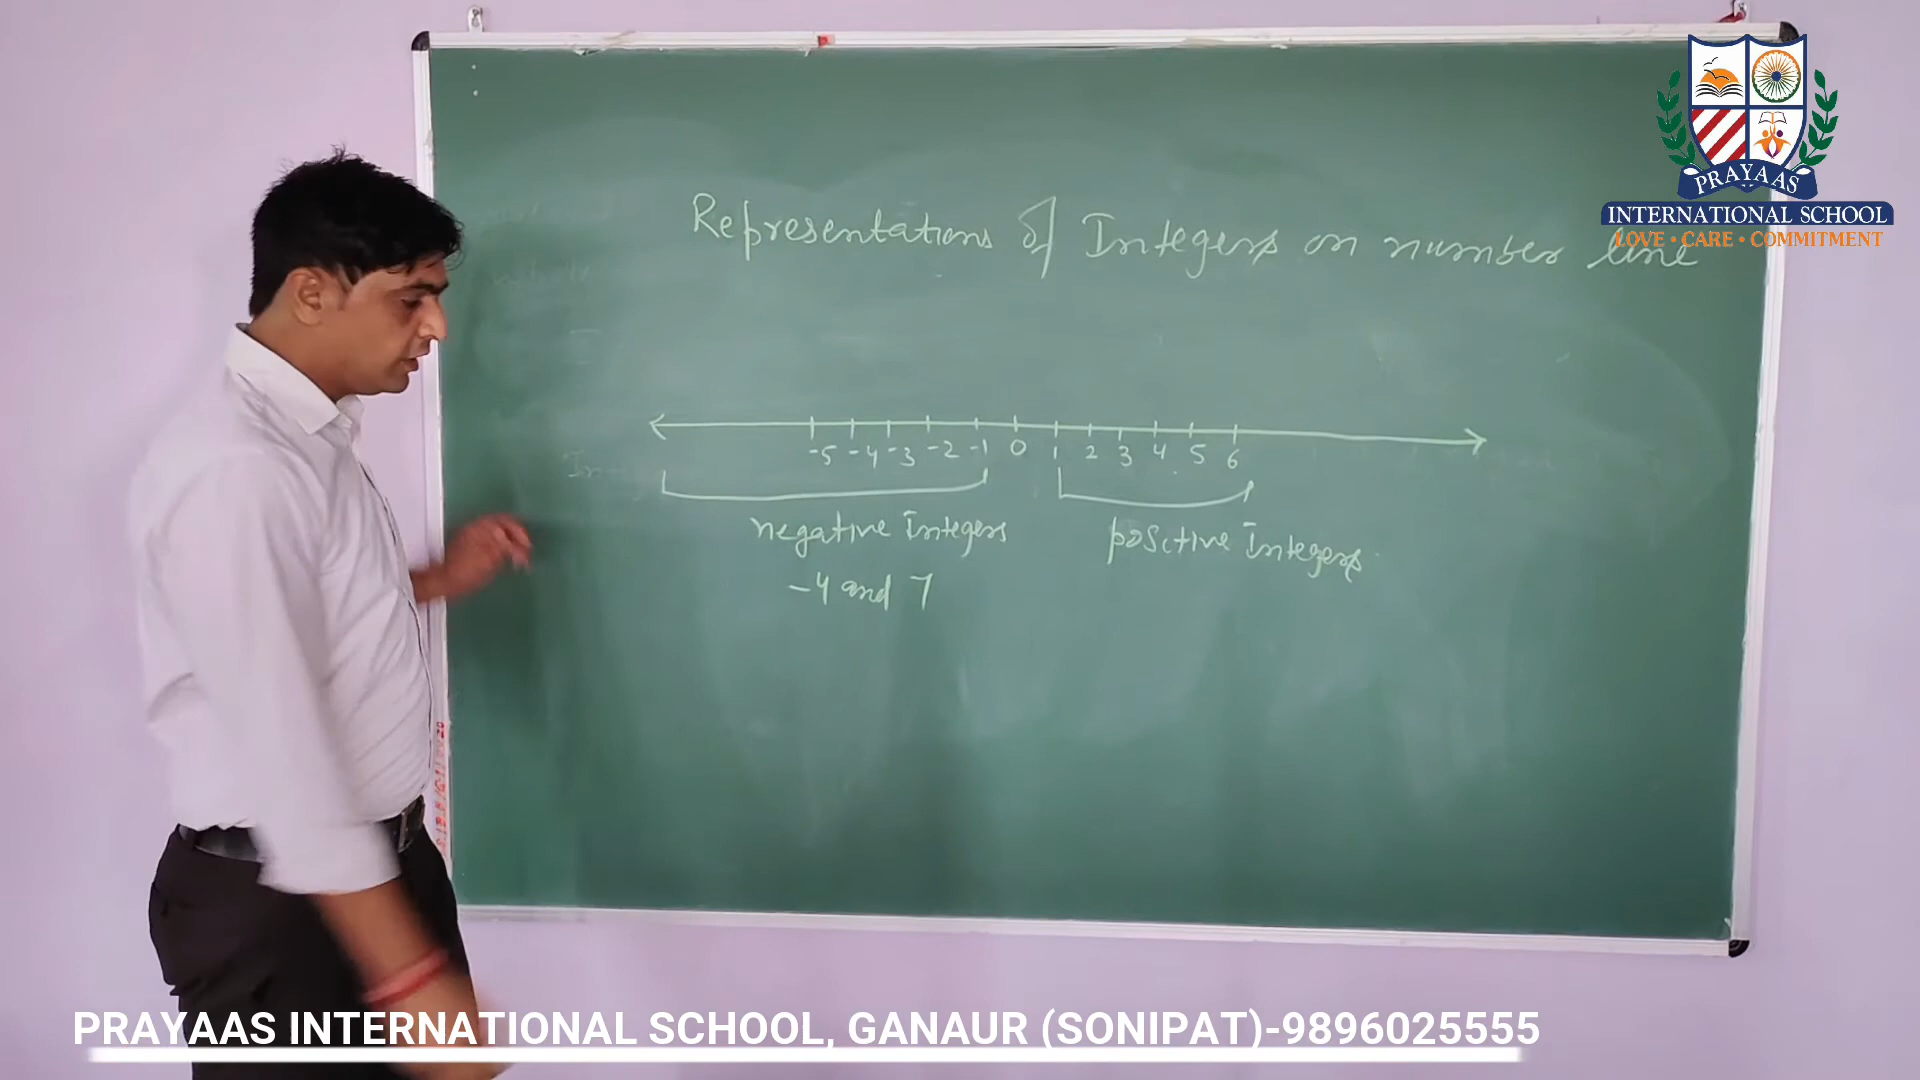 Representations of Integers on number line
-5 -4 -3 -2 -1 0 1 2 3 4 5 6
negative Integers
positive Integers
-4 and 7
PRAYAAS
INTERNATIONAL SCHOOL
LOVE • CARE • COMMITMENT
PRAYAAS INTERNATIONAL SCHOOL, GANAUR (SONIPAT)-9896025555